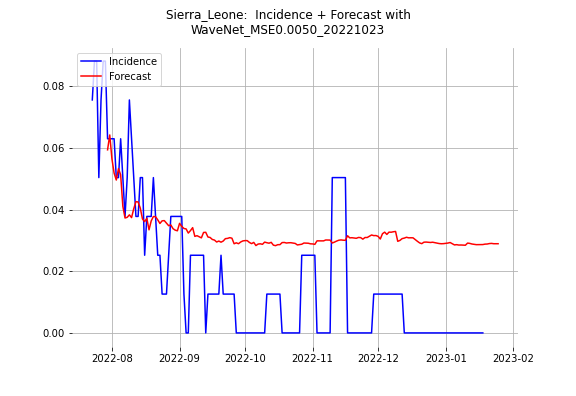 Sierra_Leone:  Incidence + Forecast with
WaveNet_MSE0.0050_20221023
Incidence
Forecast
0.08
0.06
0.04
0.02
0.00
2022-08 2022-09 2022-10 2022-11 2022-12 2023-01 2023-02